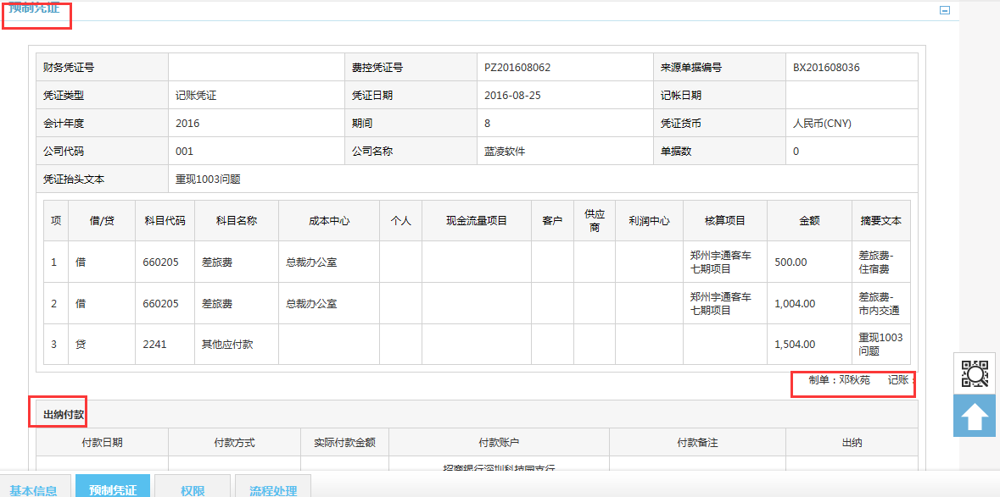 预制凭证
财务凭证号 费控凭证号 PZ201608062 来源单据编号 BX201608036
凭证类型 记账凭证 凭证日期 2016-08-25 记帐日期
会计年度 2016 期间 8 凭证货币 人民币(CNY)
公司代码 001 公司名称 蓝凌软件 单据数 0
凭证抬头文本 重现1003问题
项 借/贷 科目代码 科目名称 成本中心 个人 现金流量项目 客户 供应商 利润中心 核算项目 金额 摘要文本
1 借 660205 差旅费 总裁办公室 郑州宇通客车七期项目 500.00 差旅费-住宿费
2 借 660205 差旅费 总裁办公室 郑州宇通客车七期项目 1,004.00 差旅费-市内交通
3 贷 2241 其他应付款 1,504.00 重现1003问题
制单：邓秋苑 记账：
出纳付款
付款日期 付款方式 实际付款金额 付款账户 付款备注 出纳
招商银行深圳科技园支行
基本信息 预制凭证 权限 流程处理